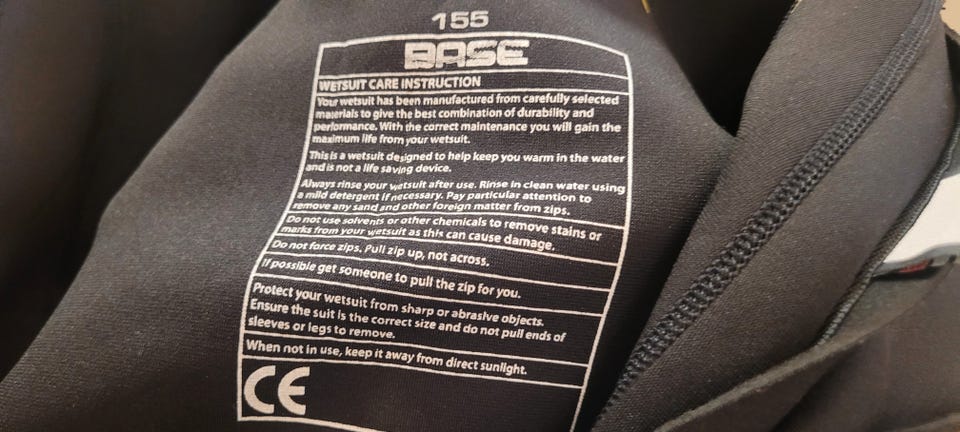 155
BASE
WETSUIT CARE INSTRUCTION
Your wetsuit has been manufactured from carefully selected
materials to give the best combination of durability and
performance. With the correct maintenance you will gain the
maximum life from your wetsuit.
This is a wetsuit designed to help keep you warm in the water
and is not a life saving device.
Always rinse your wetsuit after use. Rinse in clean water using
a mild detergent if necessary. Pay particular attention to
remove any sand and other foreign matter from zips.
Do not use solvents or other chemicals to remove stains or
marks from your wetsuit as this can cause damage.
Do not force zips. Pull zip up, not across.
If possible get someone to pull the zip for you.
Protect your wetsuit from sharp or abrasive objects.
Ensure the suit is the correct size and do not pull ends of
sleeves or legs to remove.
When not in use, keep it away from direct sunlight.
CE